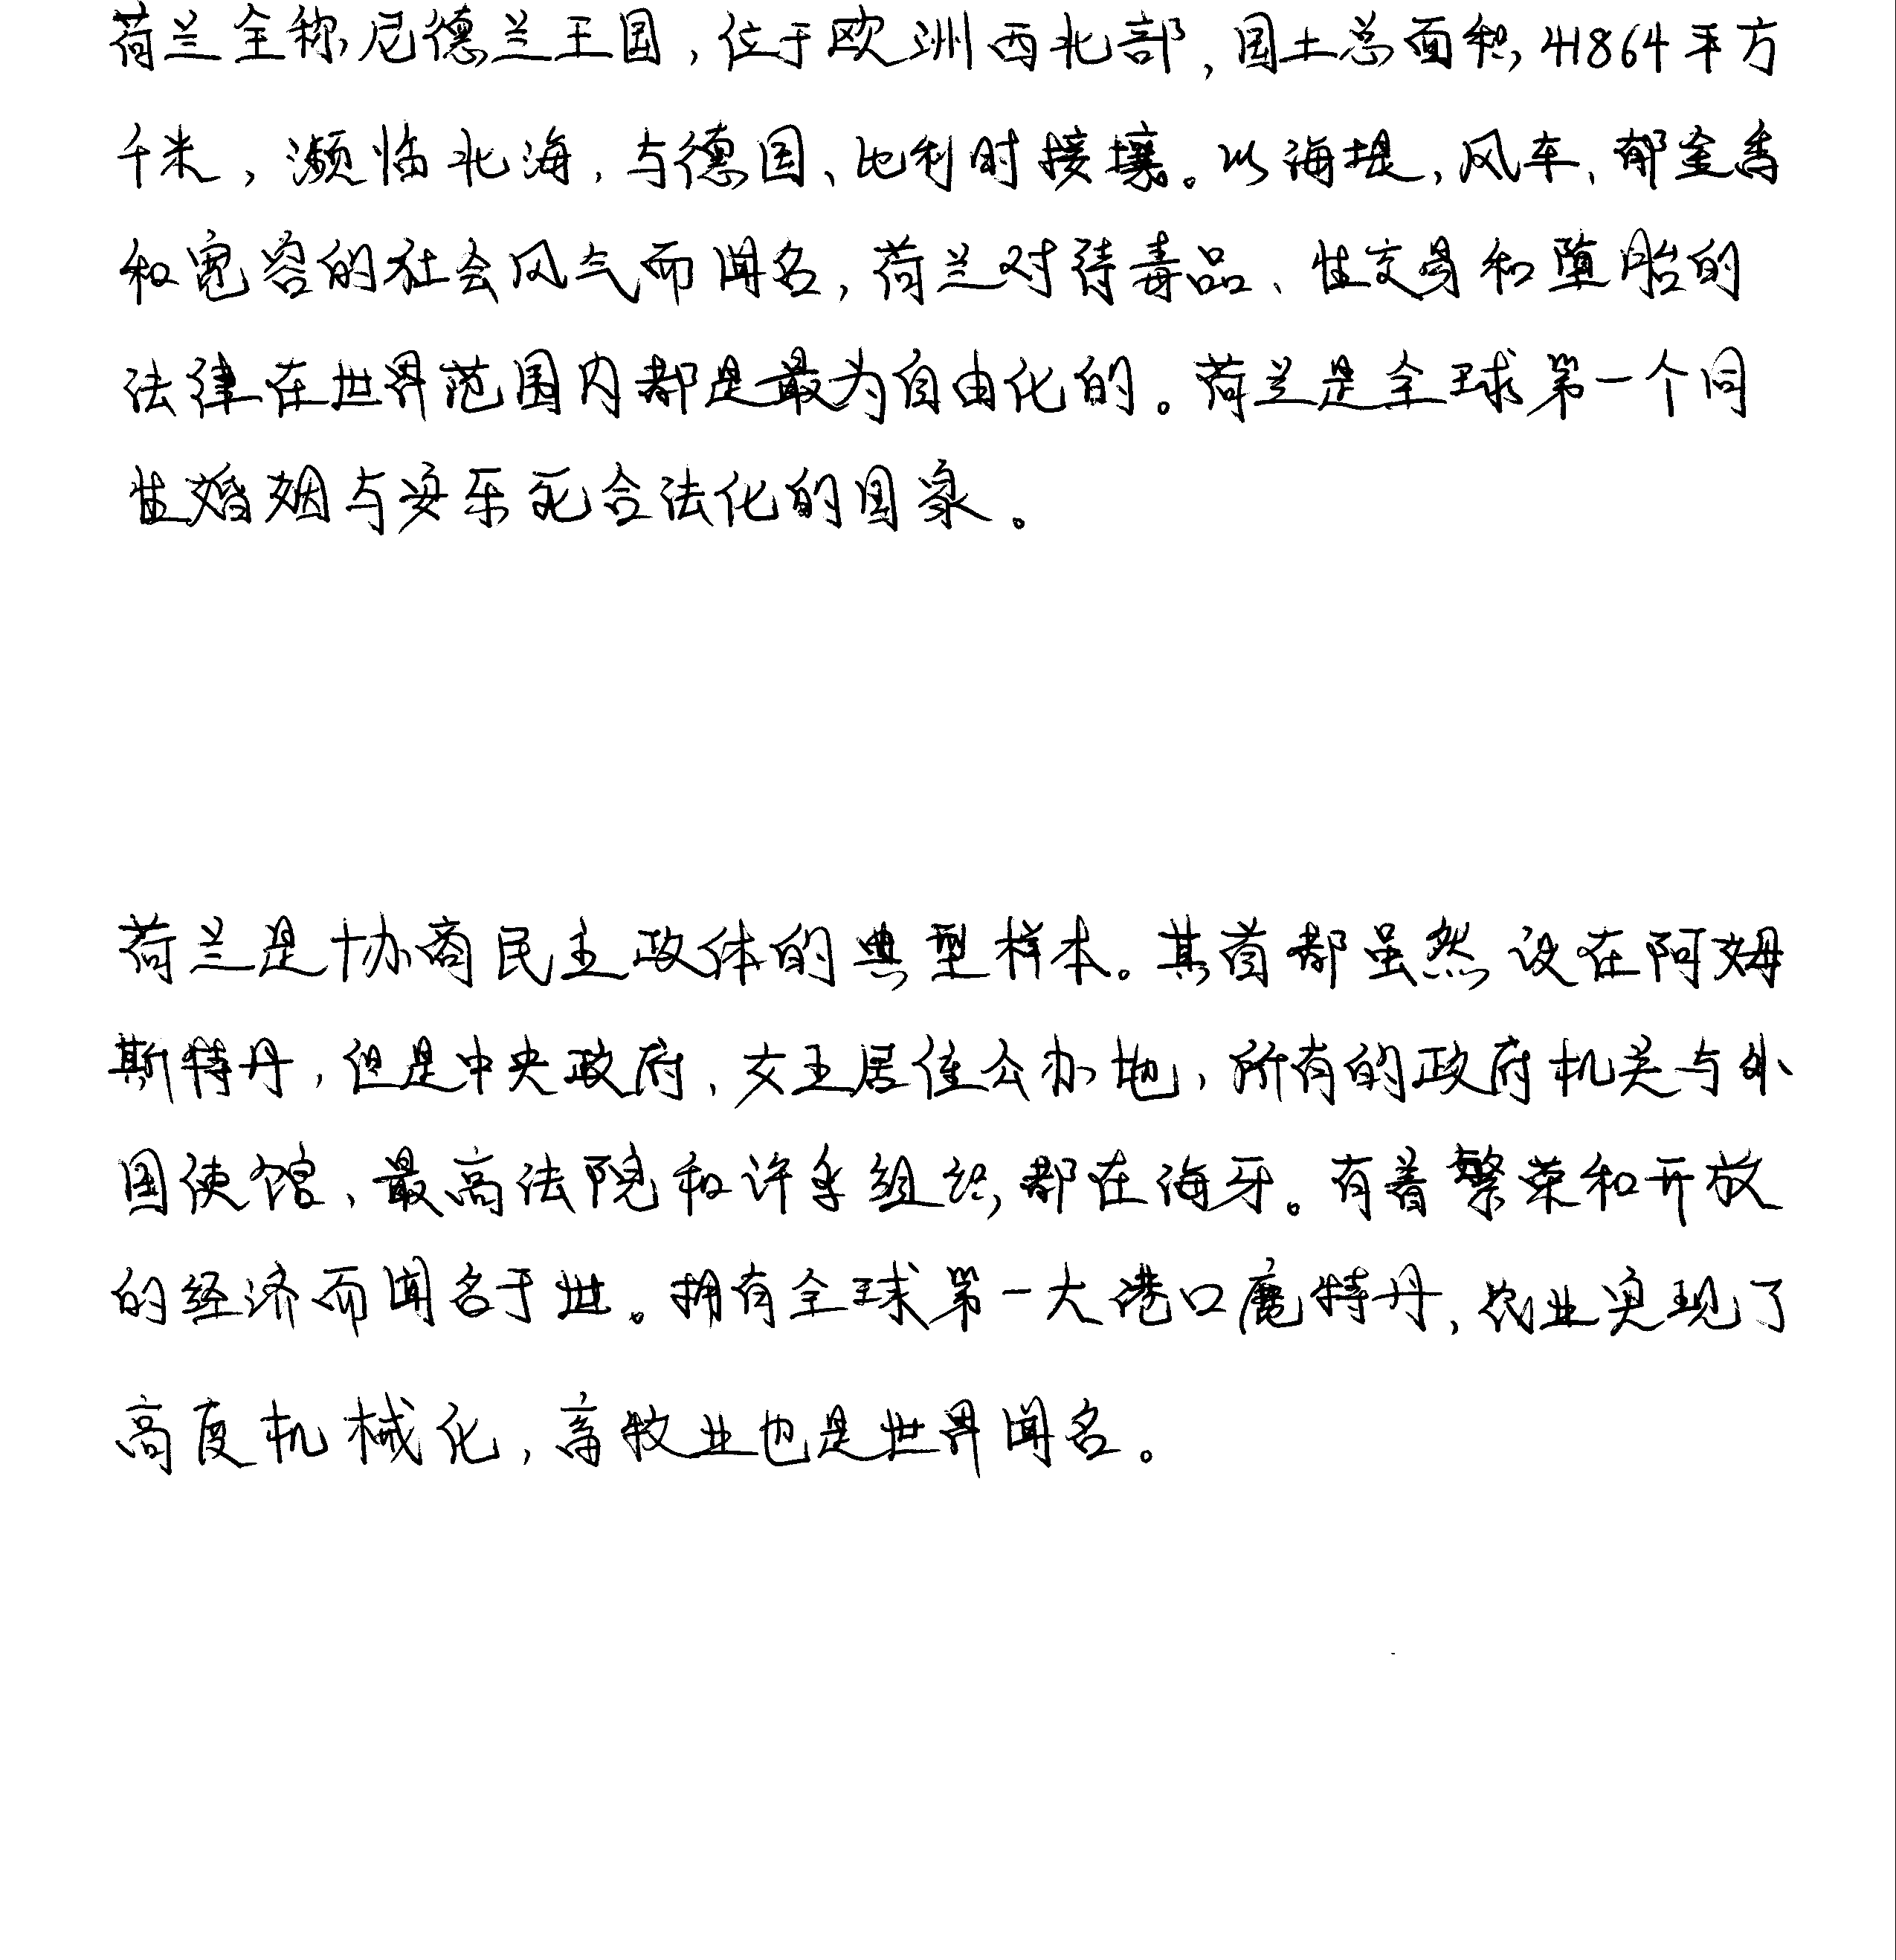 荷兰全称尼德兰王国,位于欧洲西北部,国土总面积41864平方
千米,濒临北海,与德国、比利时接壤。以海堤,风车、郁金香
和宽容的社会风气而闻名,荷兰对待毒品、性交易和堕胎的
法律在世界范围内都是最为自由化的。荷兰是全球第一个同
性婚姻与安乐死合法化的国家。
荷兰是协商民主政体的典型样本。其首都虽然设在阿姆
斯特丹,但是中央政府,女王居住公办地,所有的政府机关与外
国使馆、最高法院和许多组织都在海牙。有着繁荣和开放
的经济而闻名于世。拥有全球第一大港口鹿特丹,农业实现了
高度机械化,畜牧业也是世界闻名。